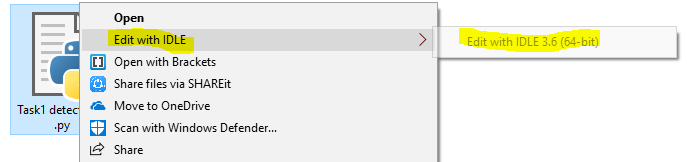 Open
Edit with IDLE
Edit with IDLE 3.6 (64-bit)
Open with Brackets
Share files via SHAREit
Move to OneDrive
Scan with Windows Defender...
Share
Task1 detect
.py